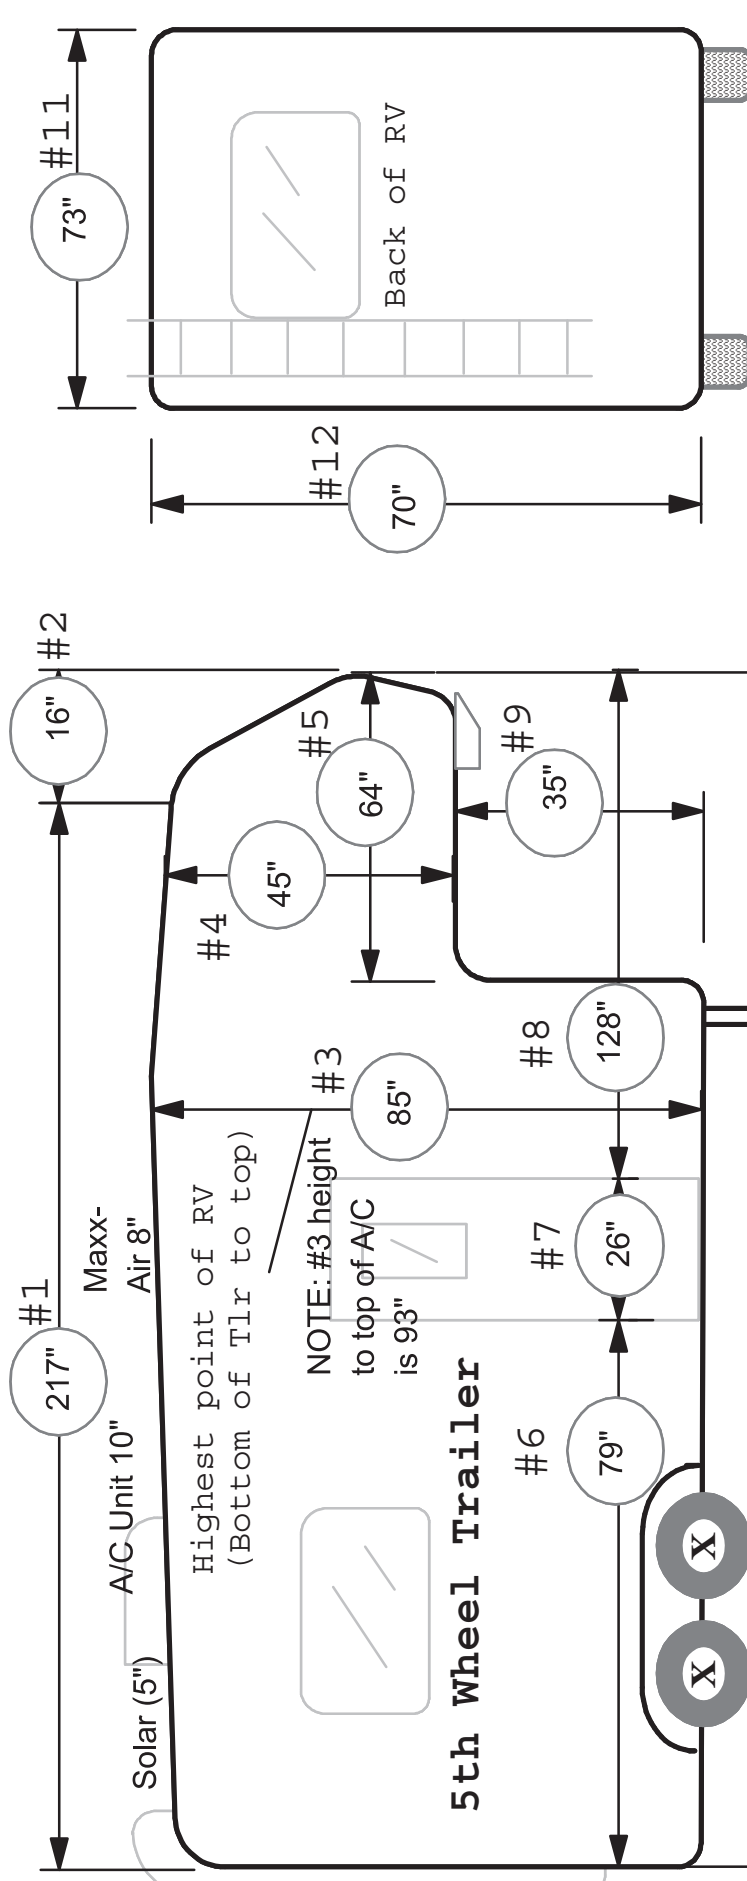 #1
217"
#2
16"
Maxx-
Air 8"
A/C Unit 10"
Solar (5")
Highest point of RV
(Bottom of Tlr to top)
NOTE: #3 height
to top of A/C
is 93"
#3
85"
#4
45"
#5
64"
5th Wheel Trailer
#6
79"
#7
26"
#8
128"
#9
35"
X
X
#11
73"
Back of RV
#12
70"